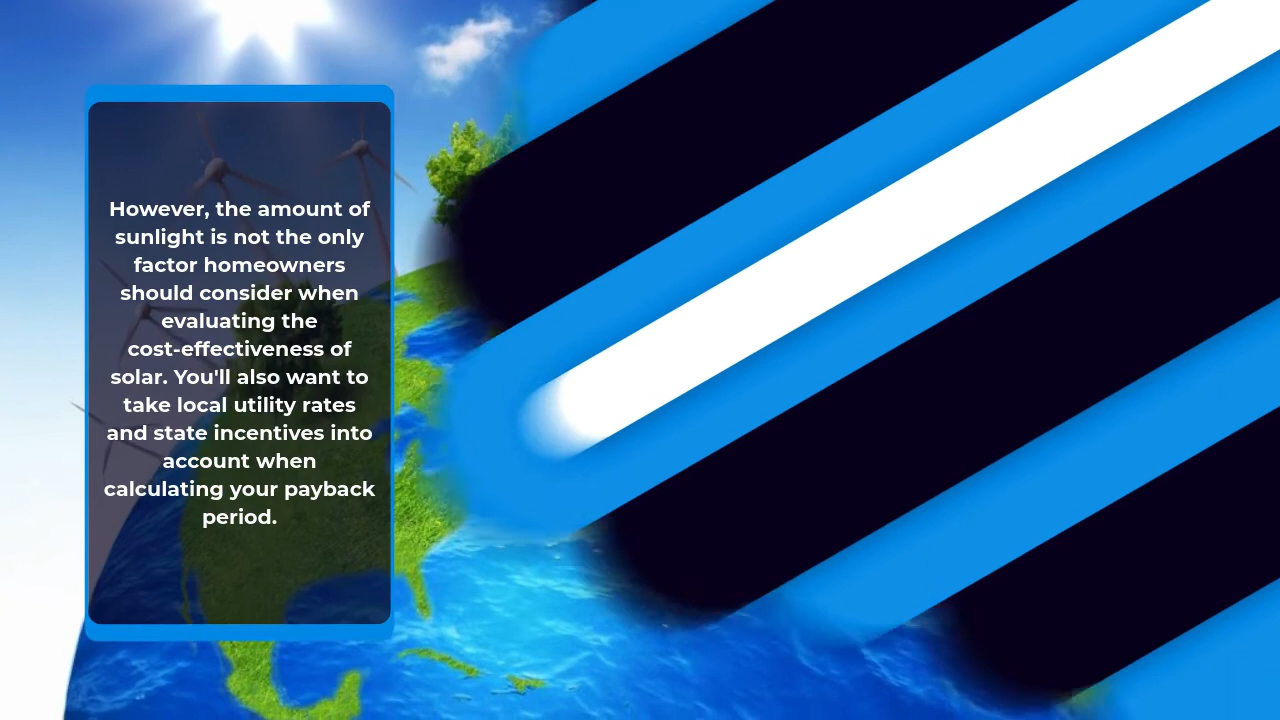 However, the amount of
sunlight is not the only
factor homeowners
should consider when
evaluating the
cost-effectiveness of
solar. You'll also want to
take local utility rates
and state incentives into
account when
calculating your payback
period.